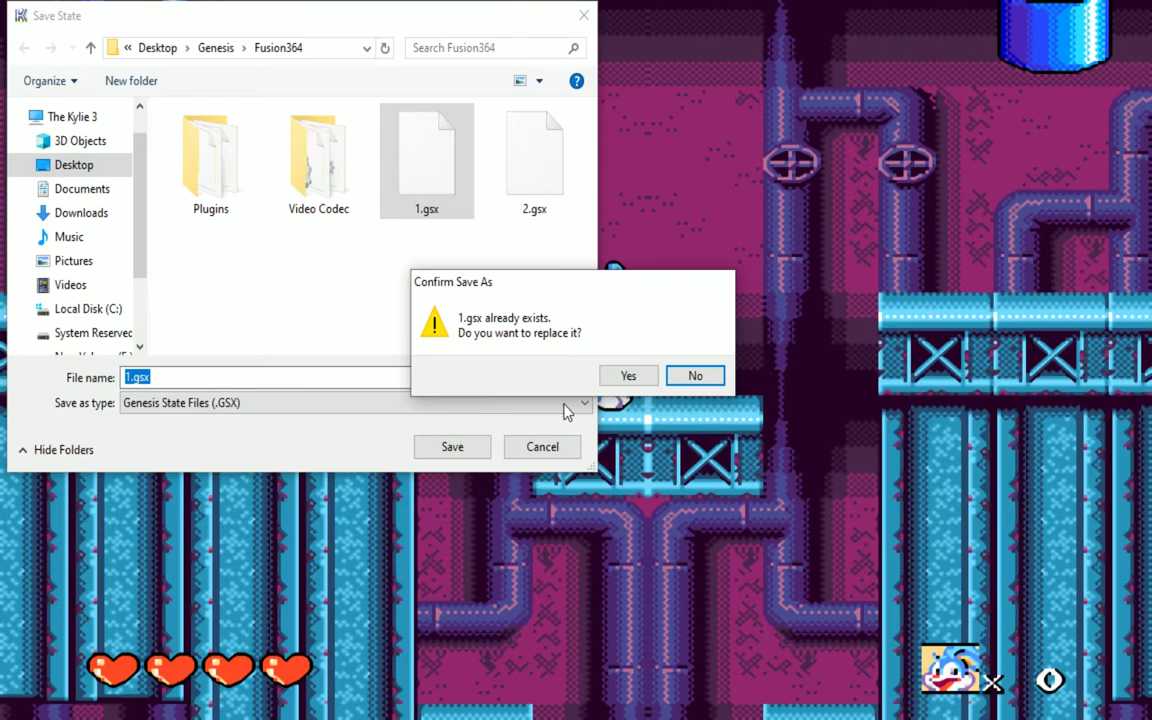 Save State
« Desktop > Genesis > Fusion364
Search Fusion364
Organize
New folder
The Kylie 3
3D Objects
Desktop
Documents
Downloads
Music
Pictures
Videos
Local Disk (C:)
System Reserved
Plugins
Video Codec
1.gsx
2.gsx
Confirm Save As
1.gsx already exists.
Do you want to replace it?
Yes
No
File name:
1.gsx
Save as type:
Genesis State Files (.GSX)
Hide Folders
Save
Cancel
× 0